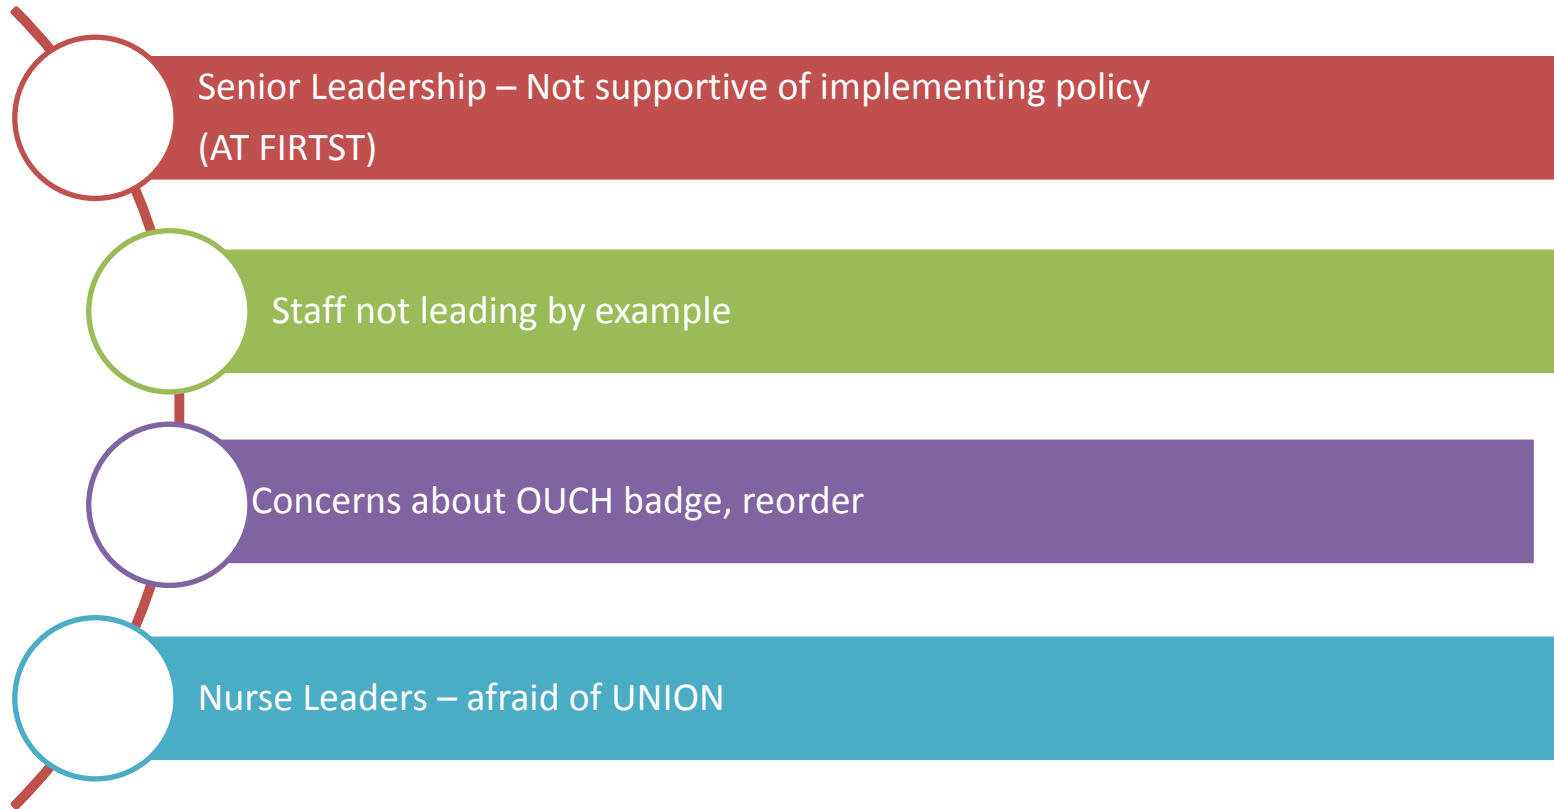 Senior Leadership – Not supportive of implementing policy
(AT FIRTST)
Staff not leading by example
Concerns about OUCH badge, reorder
Nurse Leaders – afraid of UNION